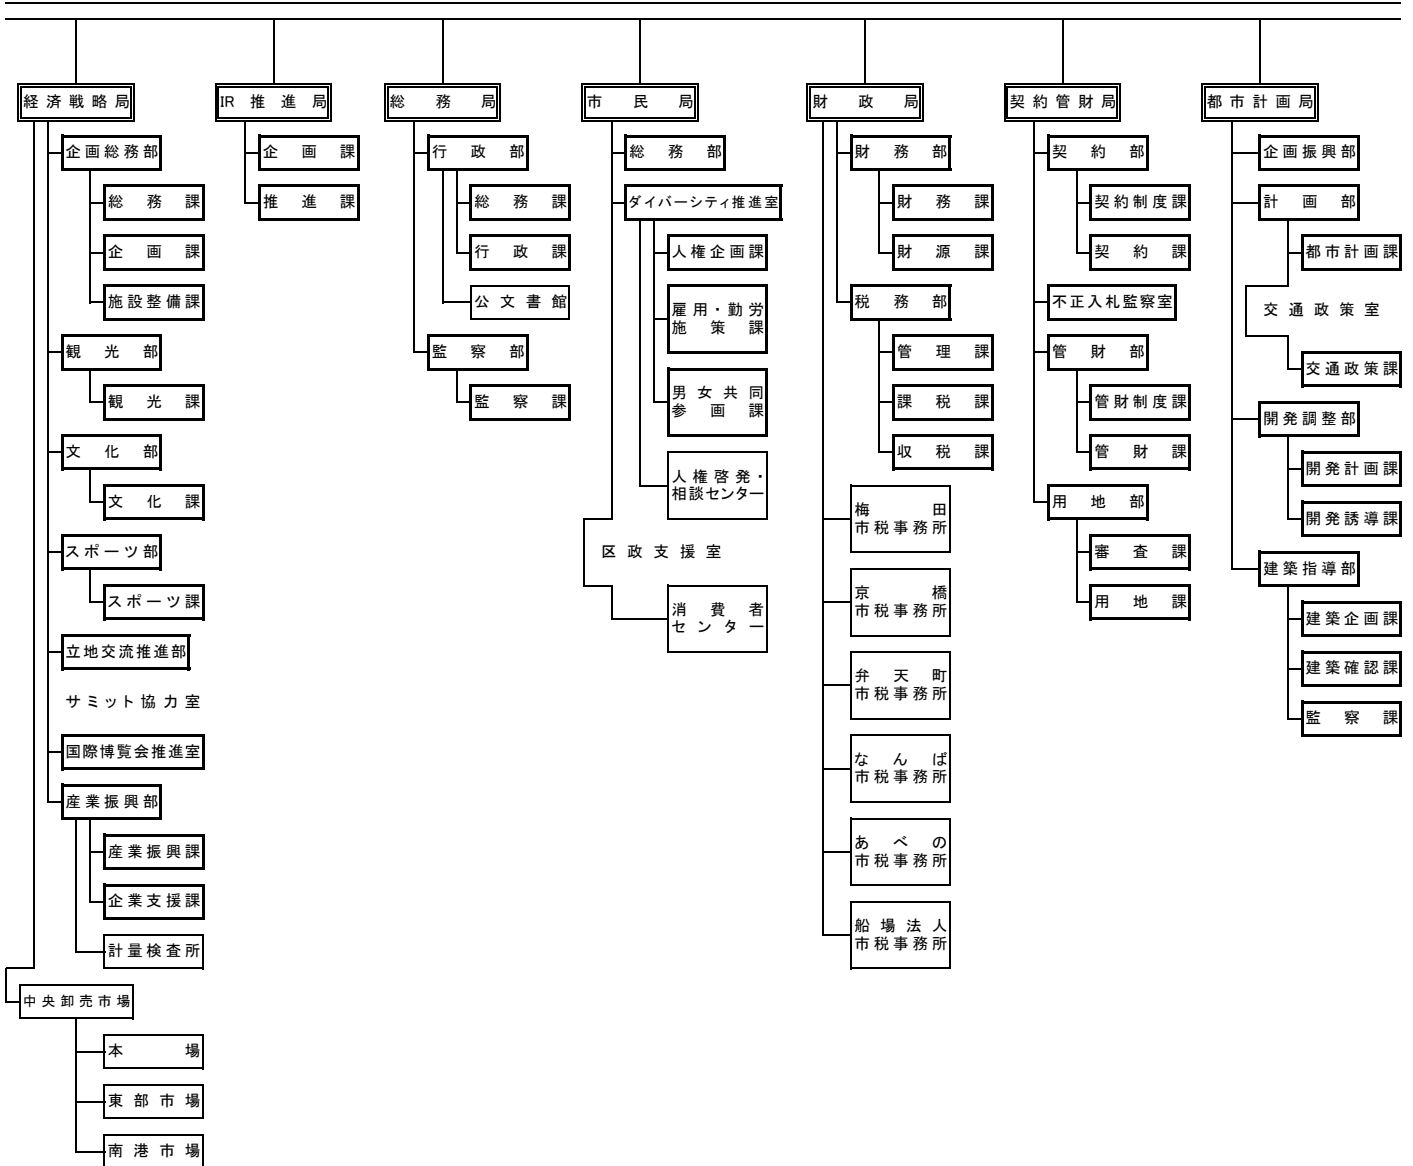 経済戦略局
企画総務部
総務課
企画課
施設整備課
観光部
観光課
文化部
文化課
スポーツ部
スポーツ課
立地交流推進部
サミット協力室
国際博覧会推進室
産業振興部
産業振興課
企業支援課
計量検査所
中央卸売市場
本場
東部市場
南港市場
IR推進局
企画課
推進課
総務局
行政部
総務課
行政課
公文書館
監察部
監察課
市民局
総務部
ダイバーシティ推進室
人権企画課
雇用・勤労
施策課
男女共同
参画課
人権啓発・
相談センター
区政支援室
消費者
センター
財政局
財務部
財務課
財源課
税務部
管理課
課税課
収税課
梅田
市税事務所
京橋
市税事務所
弁天町
市税事務所
なんば
市税事務所
あべの
市税事務所
船場法人
市税事務所
契約管財局
契約部
契約制度課
契約課
不正入札監察室
管財部
管財制度課
管財課
用地部
審査課
用地課
都市計画局
企画振興部
計画部
都市計画課
交通政策室
交通政策課
開発調整部
開発計画課
開発誘導課
建築指導部
建築企画課
建築確認課
監察課